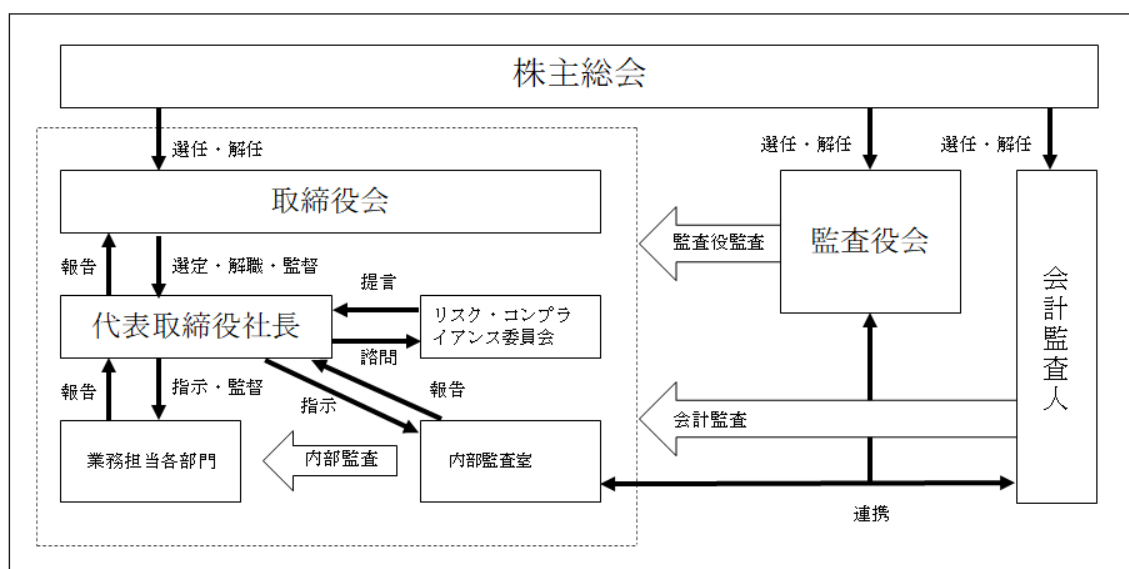 株主総会
選任・解任
選任・解任
選任・解任
取締役会
監査役会
会計監査人
監査役監査
報告
選定・解職・監督
提言
代表取締役社長
リスク・コンプラ
イアンス委員会
諮問
報告
指示・監督
指示
報告
会計監査
業務担当各部門
内部監査
内部監査室
連携